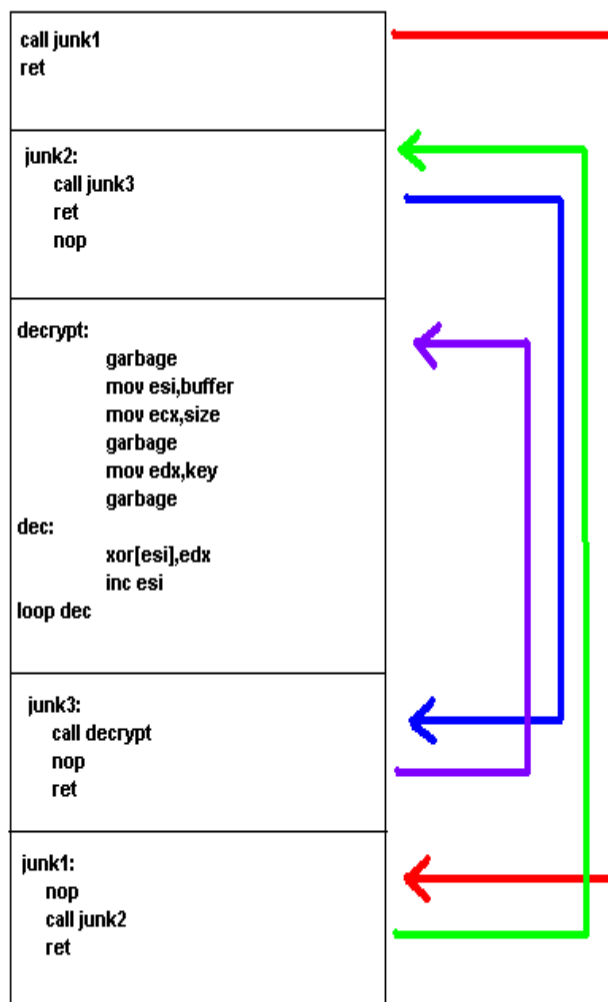 call junk1
ret
junk2:
call junk3
ret
nop
decrypt:
garbage
mov esi,buffer
mov ecx,size
garbage
mov edx,key
garbage
dec:
xor[esi],edx
inc esi
loop dec
junk3:
call decrypt
nop
ret
junk1:
nop
call junk2
ret